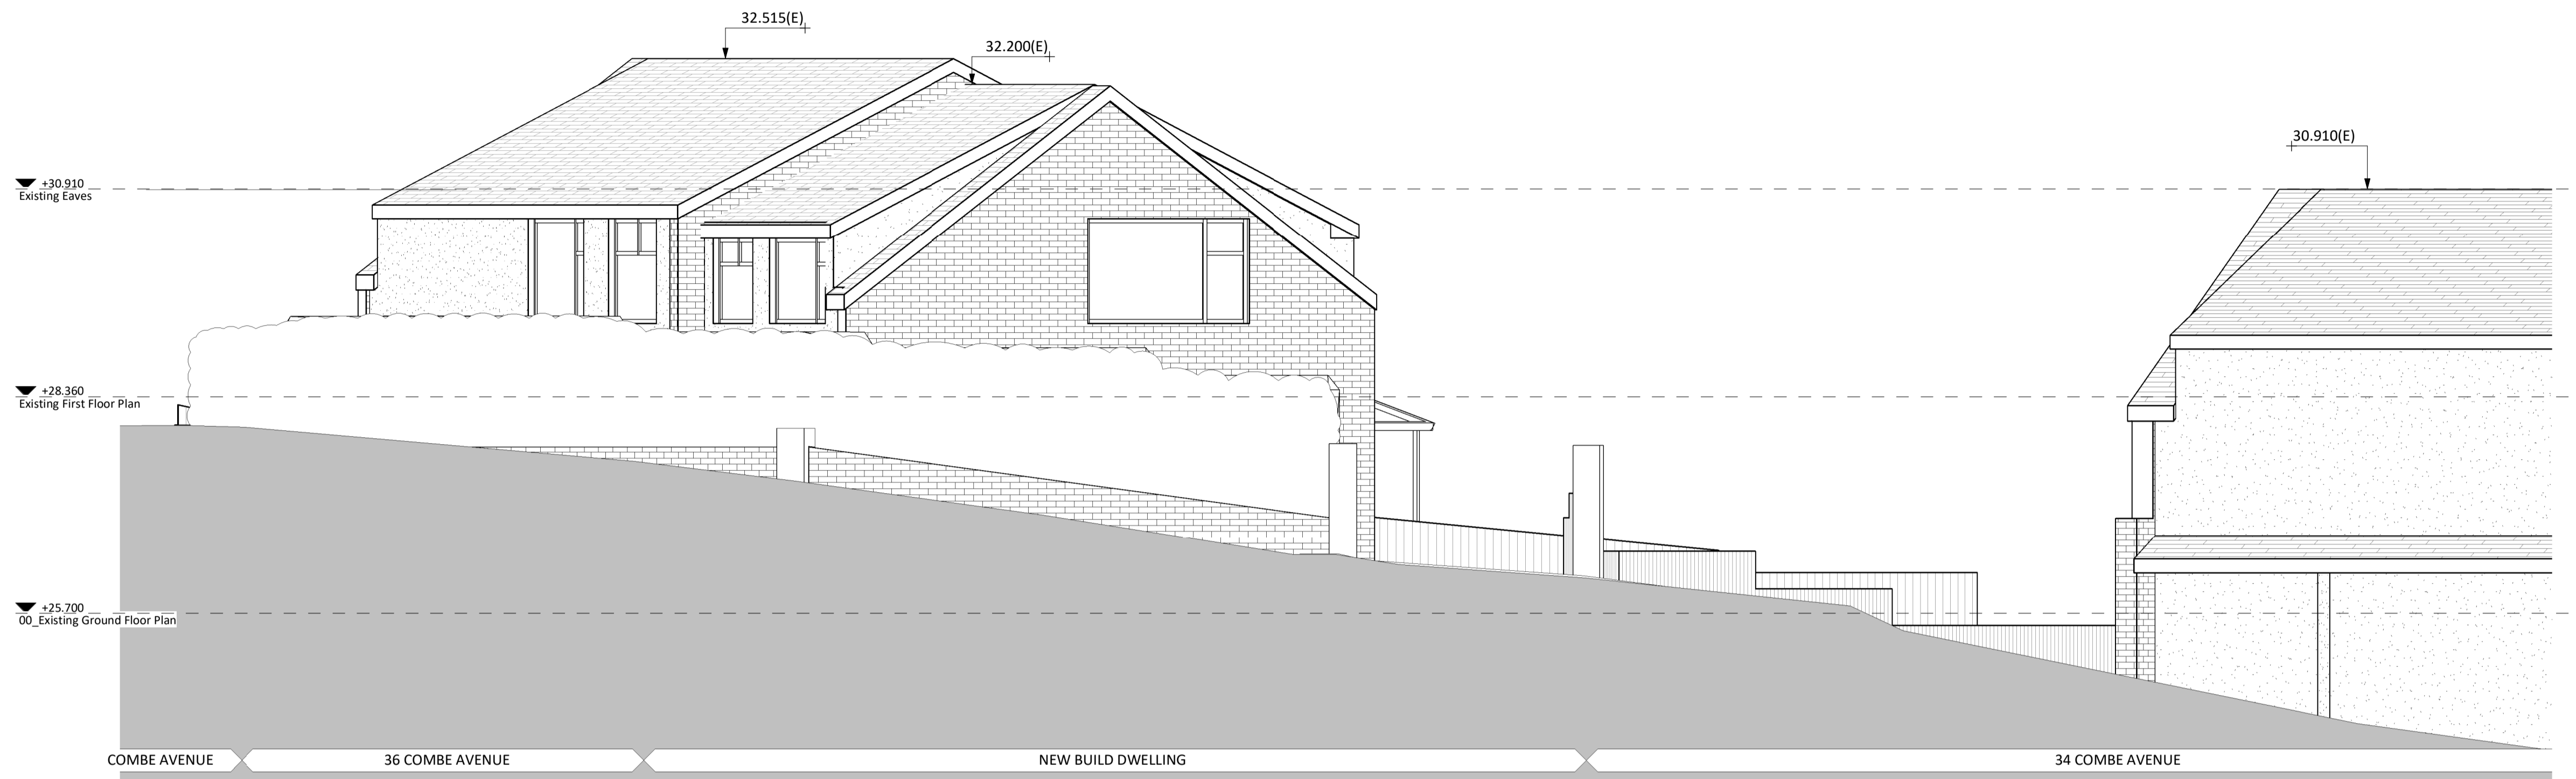 32.515(E)
32.200(E)
30.910(E)
+30.910
Existing Eaves
+28.360
Existing First Floor Plan
+25.700
00_Existing Ground Floor Plan
COMBE AVENUE
36 COMBE AVENUE
NEW BUILD DWELLING
34 COMBE AVENUE